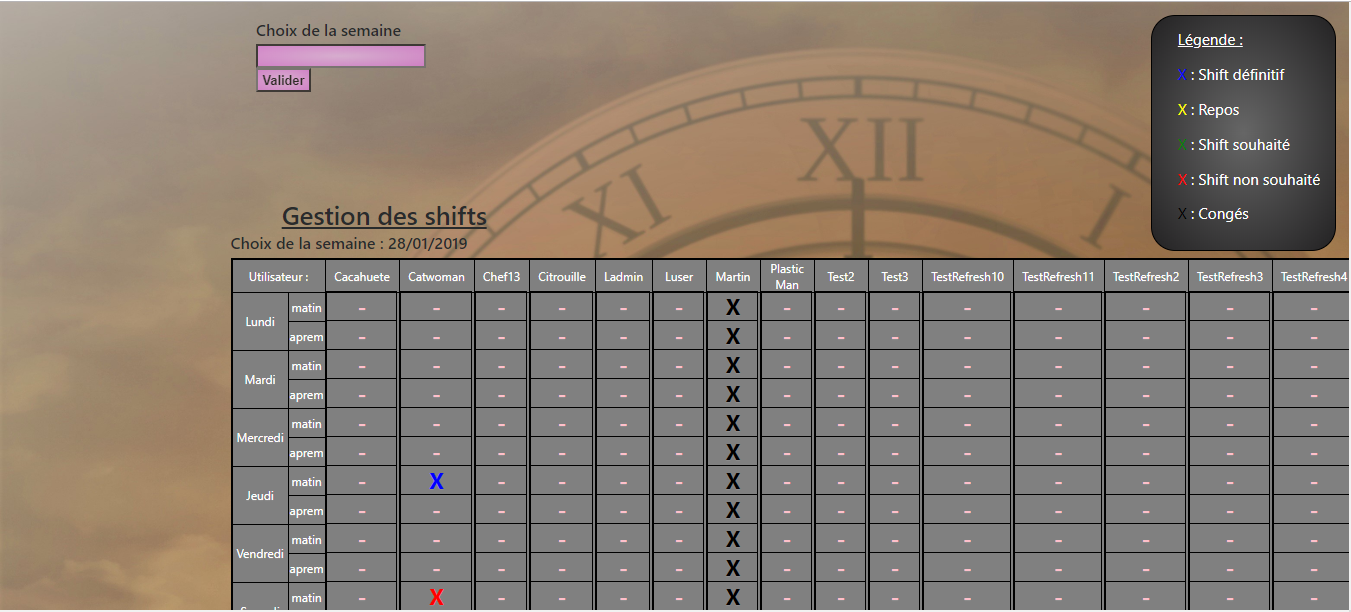 Choix de la semaine
Valider
Légende :
X : Shift définitif
X : Repos
X : Shift souhaité
X : Shift non souhaité
X : Congés
XI XII I
Gestion des shifts
Choix de la semaine : 28/01/2019
Utilisateur : Cacahuete Catwoman Chef13 Citrouille Ladmin Luser Martin Plastic Man Test2 Test3 TestRefresh10 TestRefresh11 TestRefresh2 TestRefresh3 TestRefresh4
Lundi matin - - - - - - X - - - - - - - -
aprem - - - - - - X - - - - - - - -
Mardi matin - - - - - - X - - - - - - - -
aprem - - - - - - X - - - - - - - -
Mercredi matin - - - - - - X - - - - - - - -
aprem - - - - - - X - - - - - - - -
Jeudi matin - X - - - - X - - - - - - - -
aprem - - - - - - X - - - - - - - -
Vendredi matin - - - - - - X - - - - - - - -
aprem - - - - - - X - - - - - - - -
matin - X - - - - X - - - - - - - -